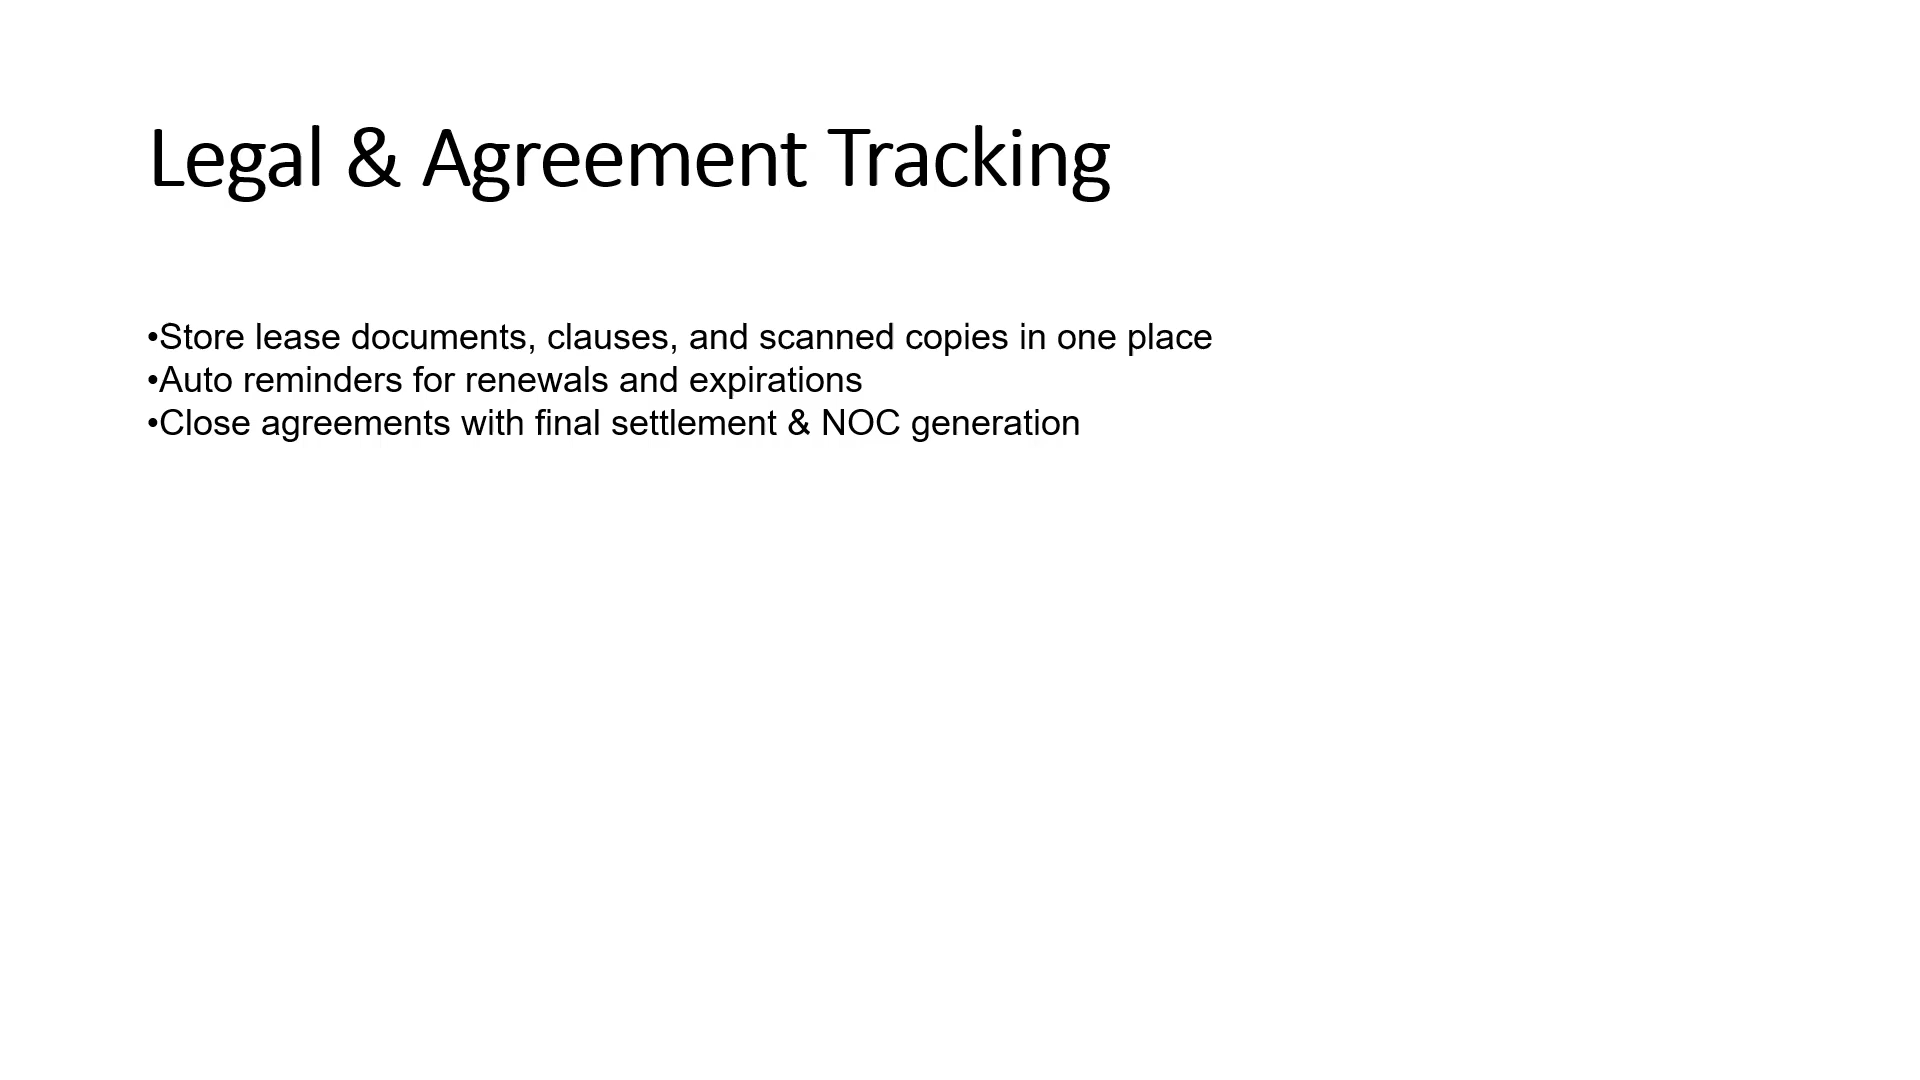 Legal & Agreement Tracking
•Store lease documents, clauses, and scanned copies in one place
•Auto reminders for renewals and expirations
•Close agreements with final settlement & NOC generation